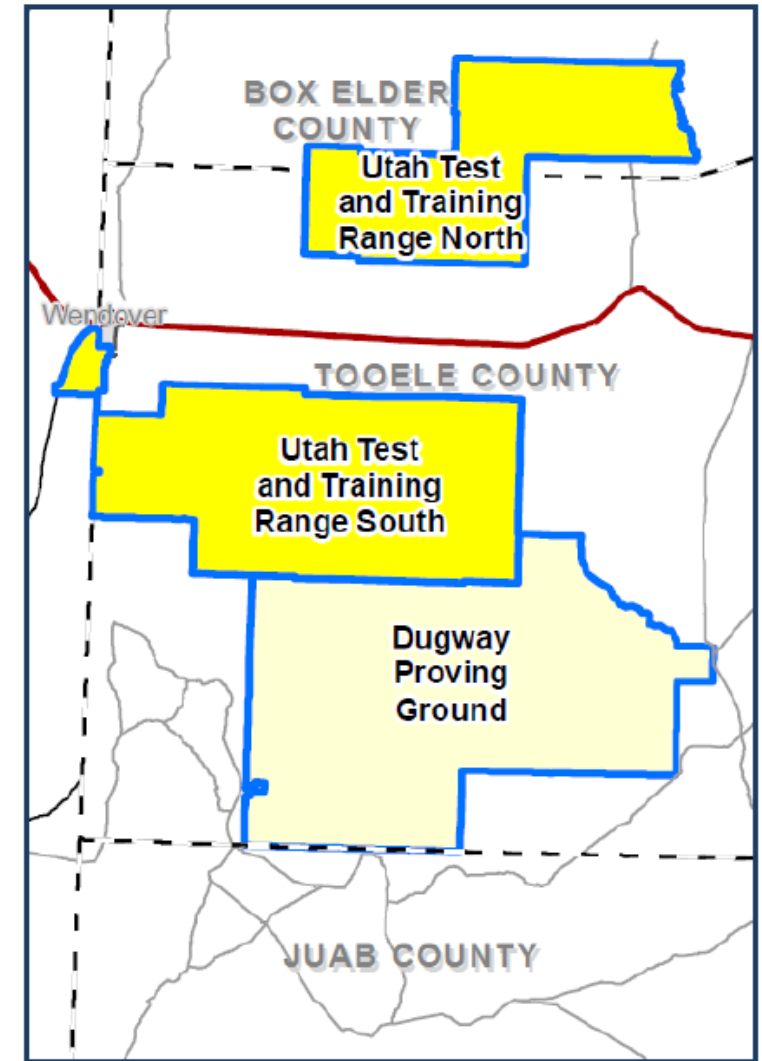 BOX ELDER
COUNTY
Utah Test
and Training
Range North
Wendover
TOOELE COUNTY
Utah Test
and Training
Range South
Dugway
Proving
Ground
JUAB COUNTY